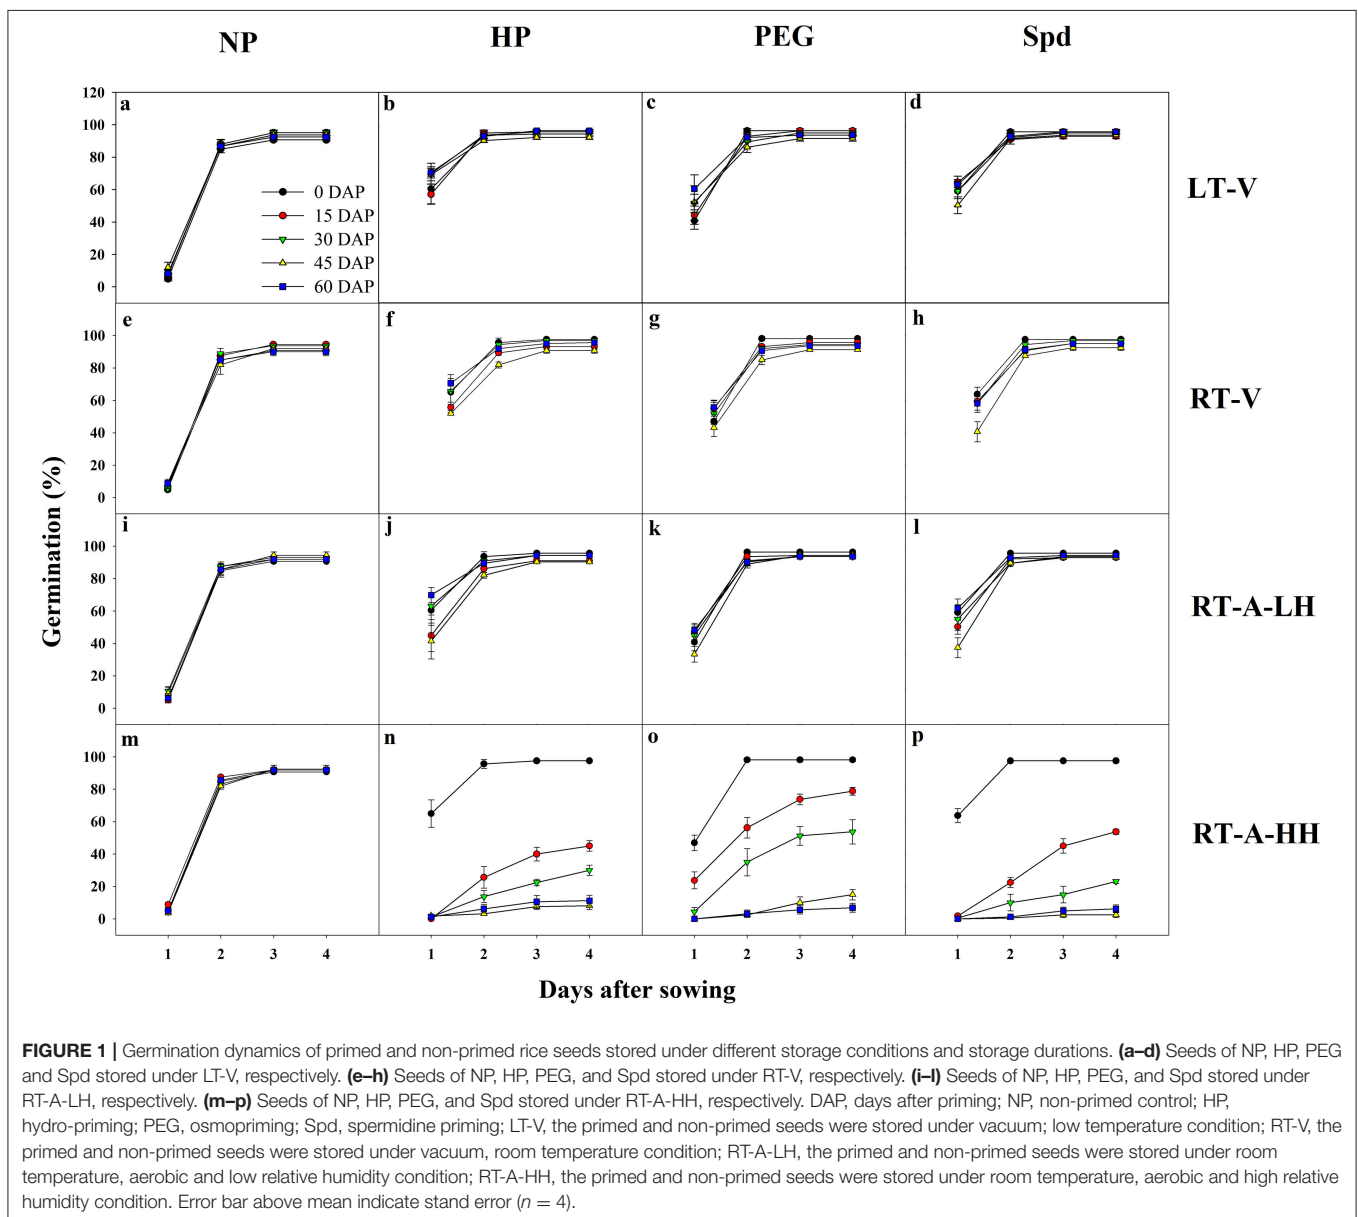 NP HP PEG Spd
a b c d
120
100
80
60
40
20
0
0 DAP
15 DAP
30 DAP
45 DAP
60 DAP
LT-V
e f g h
100
80
60
40
20
0
RT-V
i j k l
100
80
60
40
20
0
RT-A-LH
m n o p
100
80
60
40
20
0
RT-A-HH
Germination (%)
1 2 3 4 1 2 3 4 1 2 3 4 1 2 3 4
Days after sowing
FIGURE 1 | Germination dynamics of primed and non-primed rice seeds stored under different storage conditions and storage durations. (a–d) Seeds of NP, HP, PEG
and Spd stored under LT-V, respectively. (e–h) Seeds of NP, HP, PEG, and Spd stored under RT-V, respectively. (i–l) Seeds of NP, HP, PEG, and Spd stored under
RT-A-LH, respectively. (m–p) Seeds of NP, HP, PEG, and Spd stored under RT-A-HH, respectively. DAP, days after priming; NP, non-primed control; HP,
hydro-priming; PEG, osmopriming; Spd, spermidine priming; LT-V, the primed and non-primed seeds were stored under vacuum; low temperature condition; RT-V, the
primed and non-primed seeds were stored under vacuum, room temperature condition; RT-A-LH, the primed and non-primed seeds were stored under room
temperature, aerobic and low relative humidity condition; RT-A-HH, the primed and non-primed seeds were stored under room temperature, aerobic and high relative
humidity condition. Error bar above mean indicate stand error (n = 4).